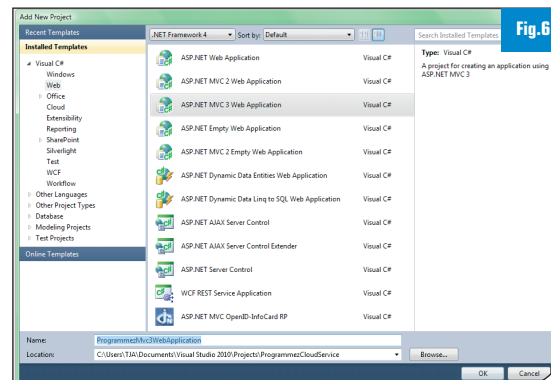 Add New Project
Fig.6
Recent Templates
.NET Framework 4
Sort by: Default
Search Installed Templates
Installed Templates
Visual C#
Windows
Web
Office
Cloud
Extensibility
Reporting
SharePoint
Silverlight
Test
WCF
Workflow
Other Languages
Other Project Types
Database
Modeling Projects
Test Projects
Online Templates
ASP.NET Web Application Visual C#
ASP.NET MVC 2 Web Application Visual C#
ASP.NET MVC 3 Web Application Visual C#
ASP.NET Empty Web Application Visual C#
ASP.NET MVC 2 Empty Web Application Visual C#
ASP.NET Dynamic Data Entities Web Application Visual C#
ASP.NET Dynamic Data Linq to SQL Web Application Visual C#
ASP.NET AJAX Server Control Visual C#
ASP.NET AJAX Server Control Extender Visual C#
ASP.NET Server Control Visual C#
WCF REST Service Application Visual C#
ASP.NET MVC OpenID-InfoCard RP Visual C#
Type: Visual C#
A project for creating an application using
ASP.NET MVC 3
Name: ProgrammezMvc3WebApplication
Location: C:\Users\TJA\Documents\Visual Studio 2010\Projects\ProgrammezCloudService
Browse...
OK Cancel